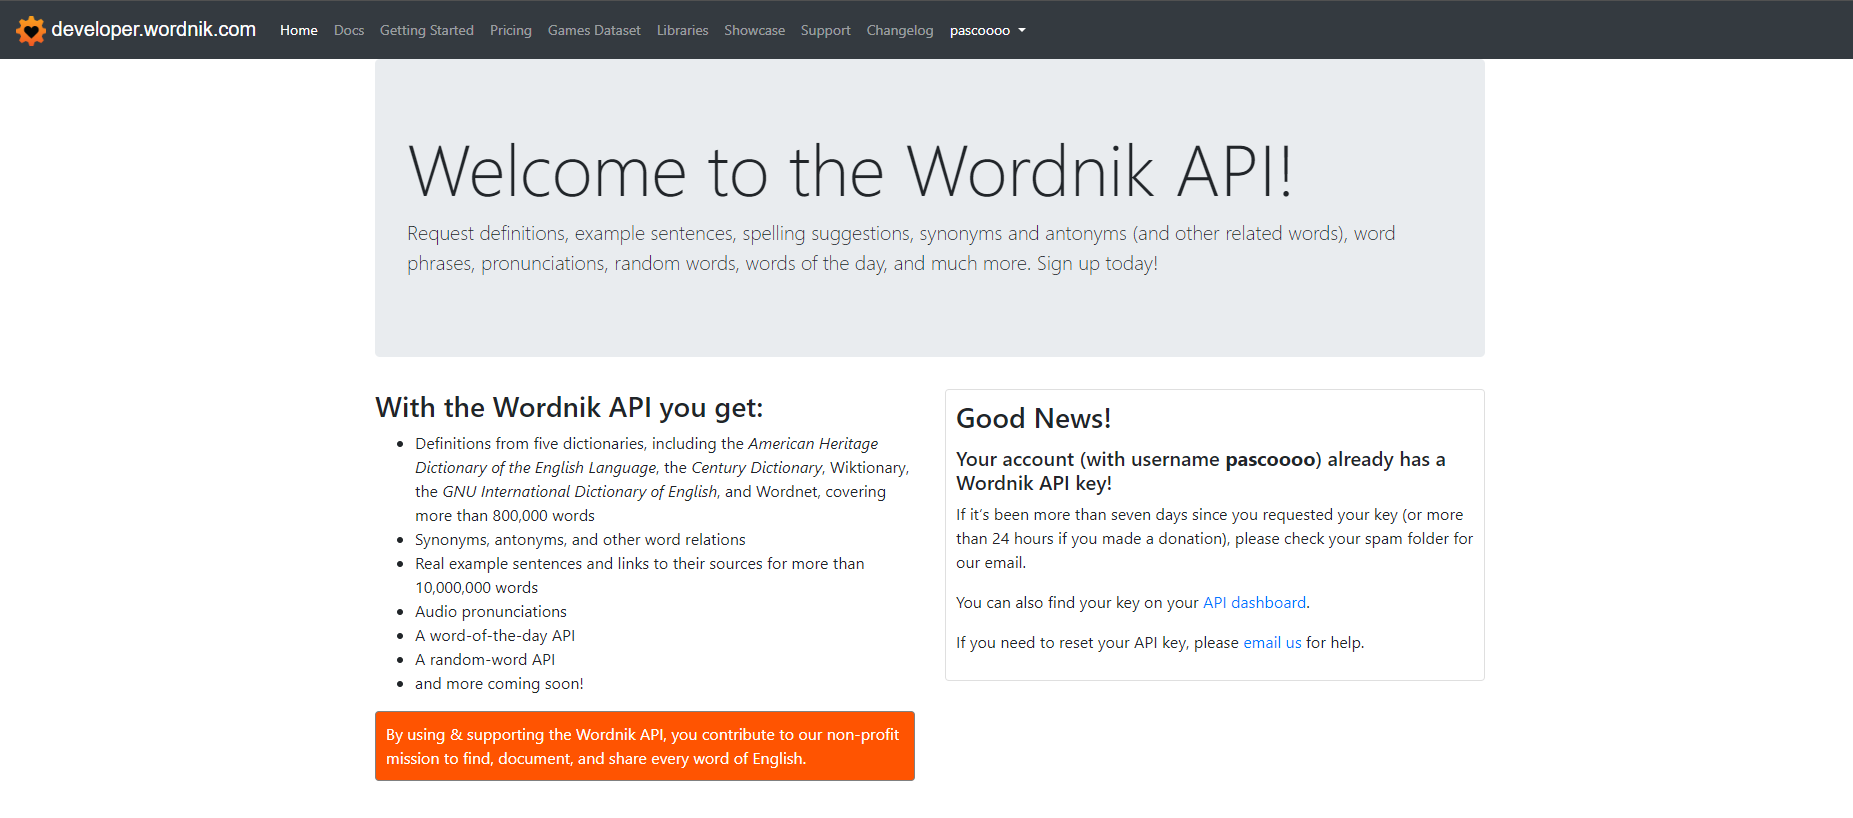 developer.wordnik.com Home Docs Getting Started Pricing Games Dataset Libraries Showcase Support Changelog pascoooo
Welcome to the Wordnik API!
Request definitions, example sentences, spelling suggestions, synonyms and antonyms (and other related words), word
phrases, pronunciations, random words, words of the day, and much more. Sign up today!
With the Wordnik API you get:
• Definitions from five dictionaries, including the American Heritage
Dictionary of the English Language, the Century Dictionary, Wiktionary,
the GNU International Dictionary of English, and Wordnet, covering
more than 800,000 words
• Synonyms, antonyms, and other word relations
• Real example sentences and links to their sources for more than
10,000,000 words
• Audio pronunciations
• A word-of-the-day API
• A random-word API
• and more coming soon!
By using & supporting the Wordnik API, you contribute to our non-profit
mission to find, document, and share every word of English.
Good News!
Your account (with username pascoooo) already has a
Wordnik API key!
If it's been more than seven days since you requested your key (or more
than 24 hours if you made a donation), please check your spam folder for
our email.
You can also find your key on your API dashboard.
If you need to reset your API key, please email us for help.